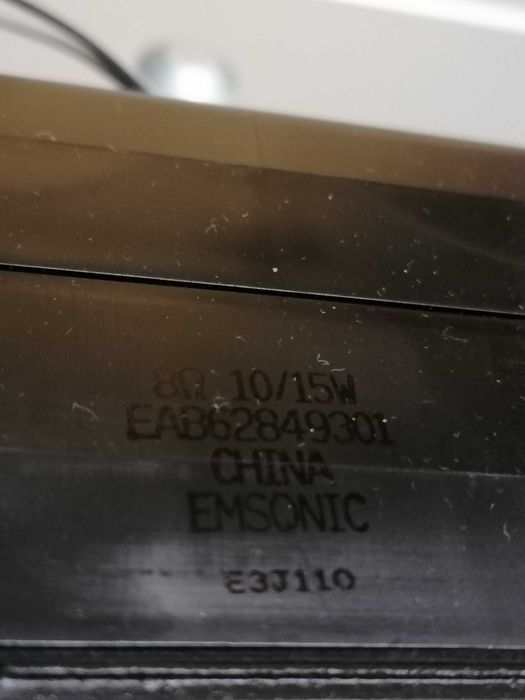 8Ω 10/15W
EAB62849301
CHINA
EMSONIC
E3J110